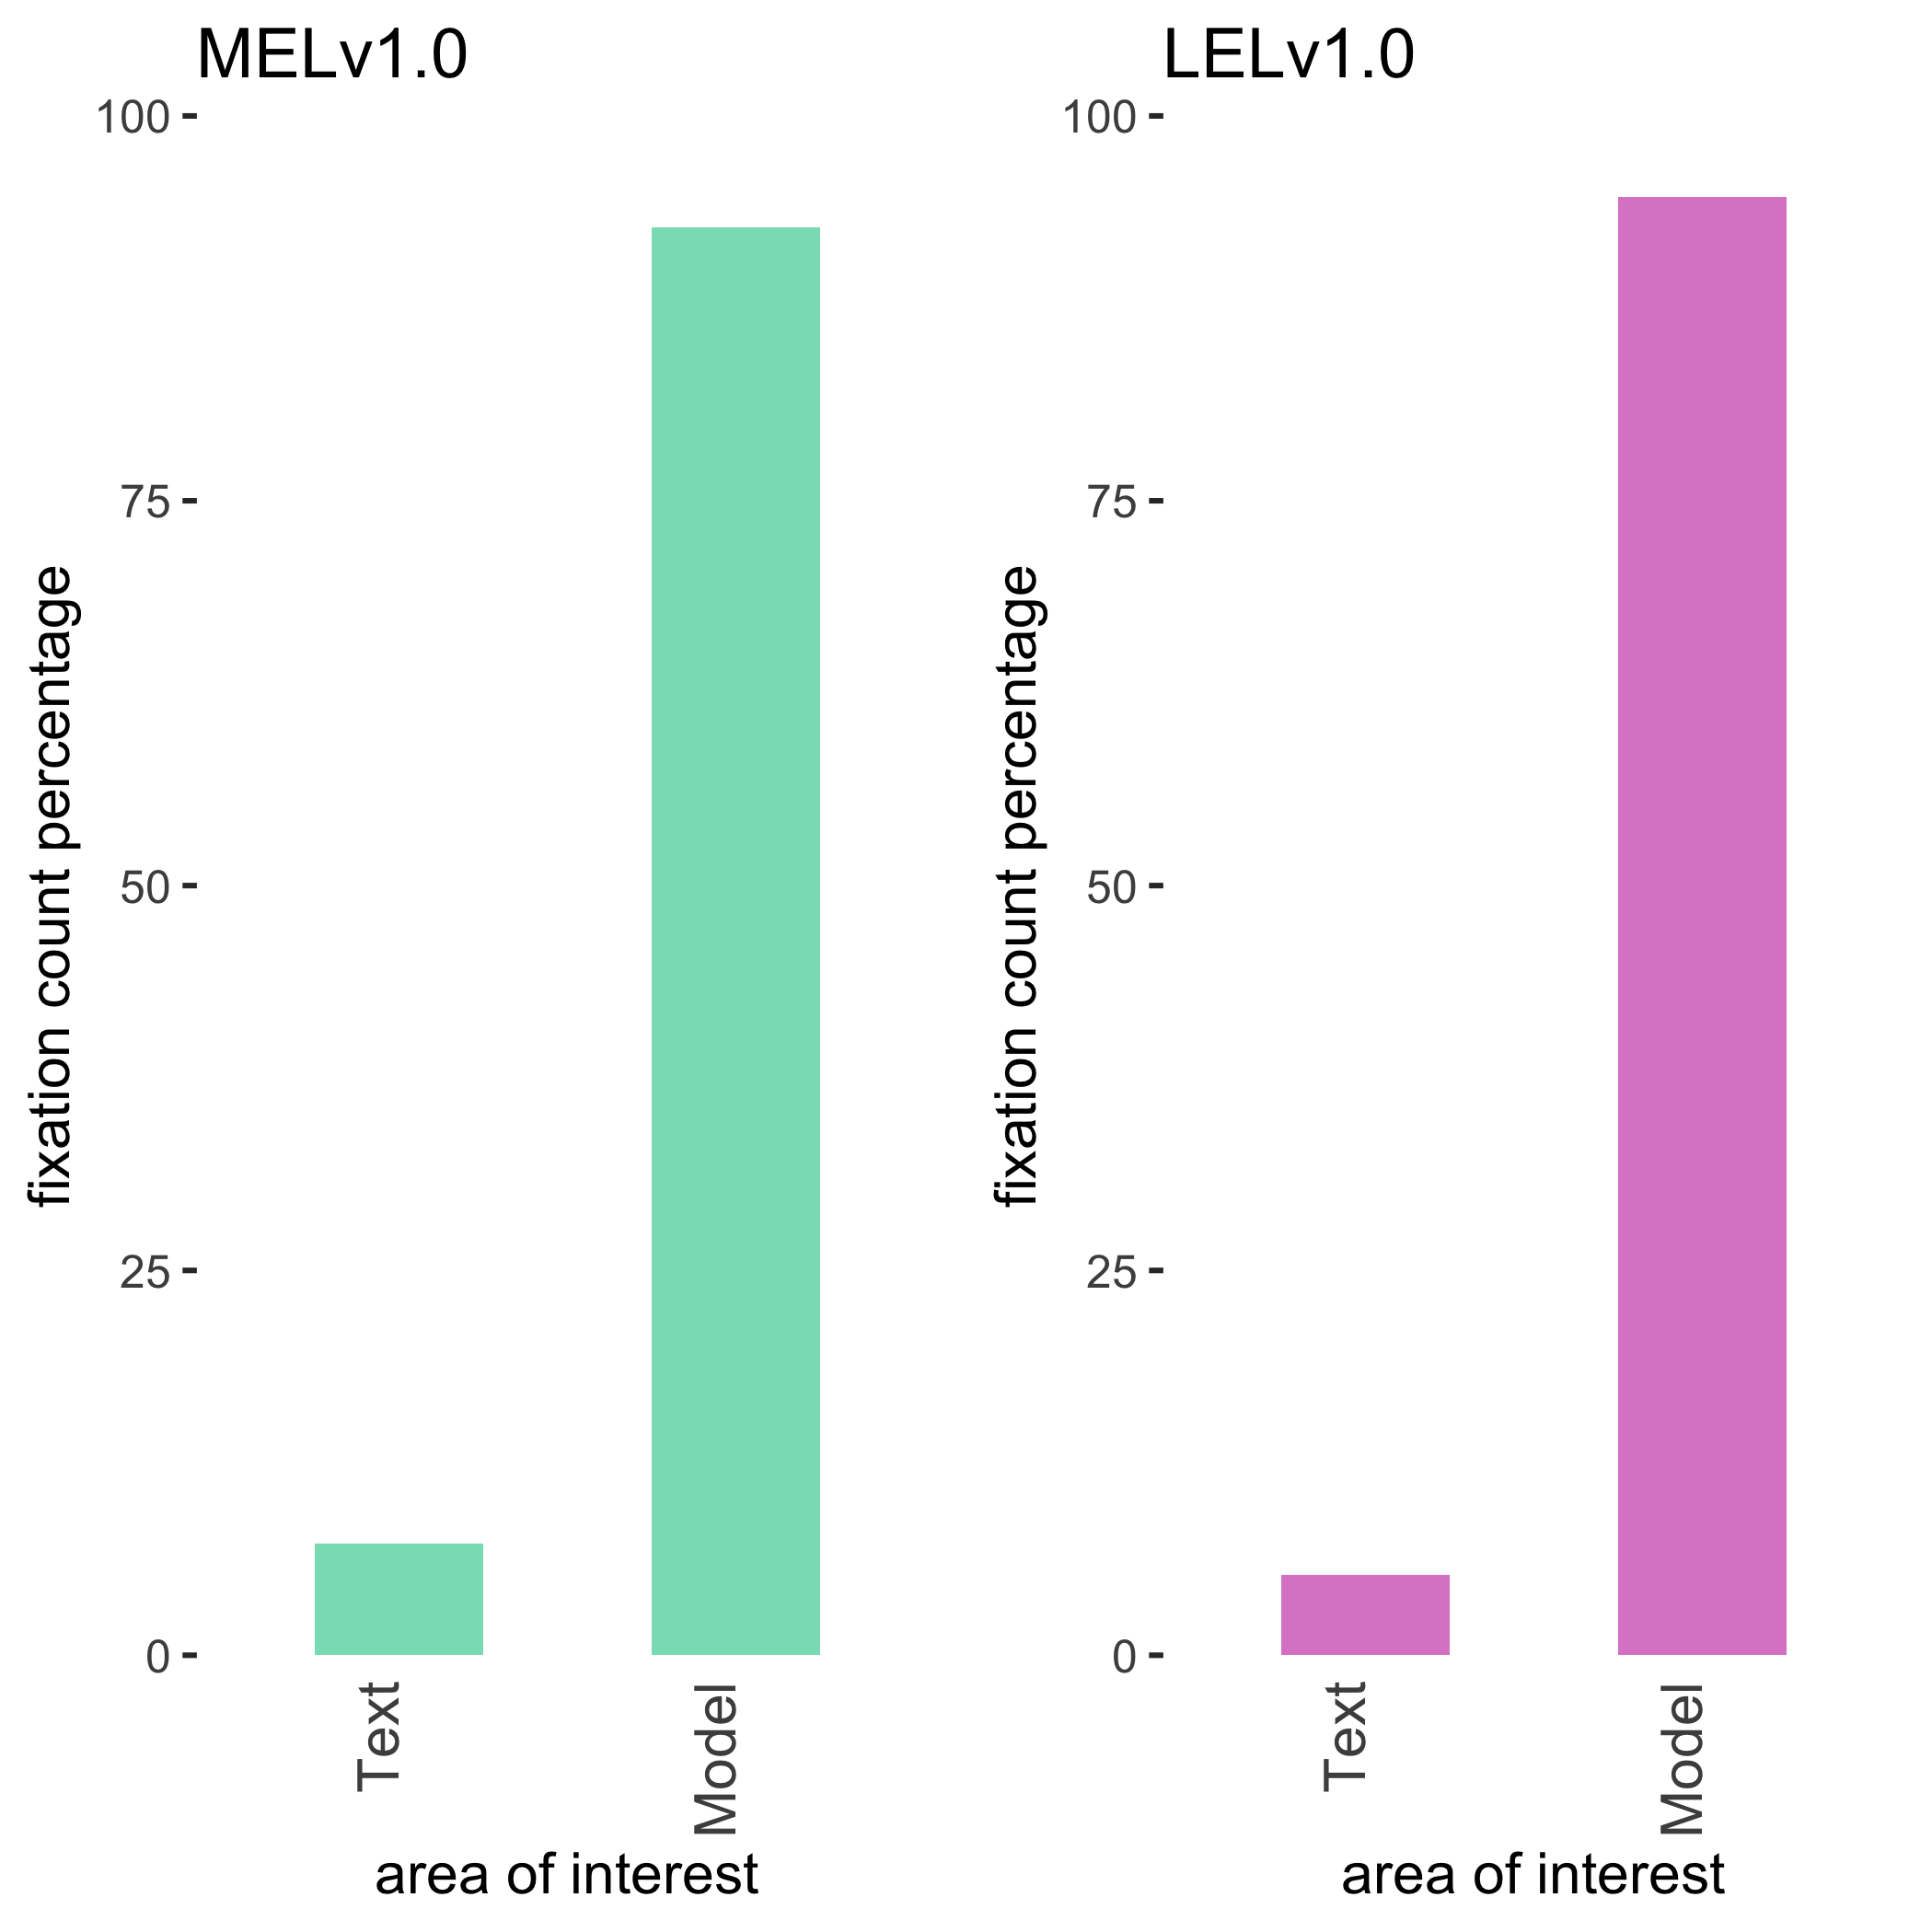 MELv1.0
100
75
50
25
0
fixation count percentage
Text
Model
area of interest
LELv1.0
100
75
50
25
0
fixation count percentage
Text
Model
area of interest